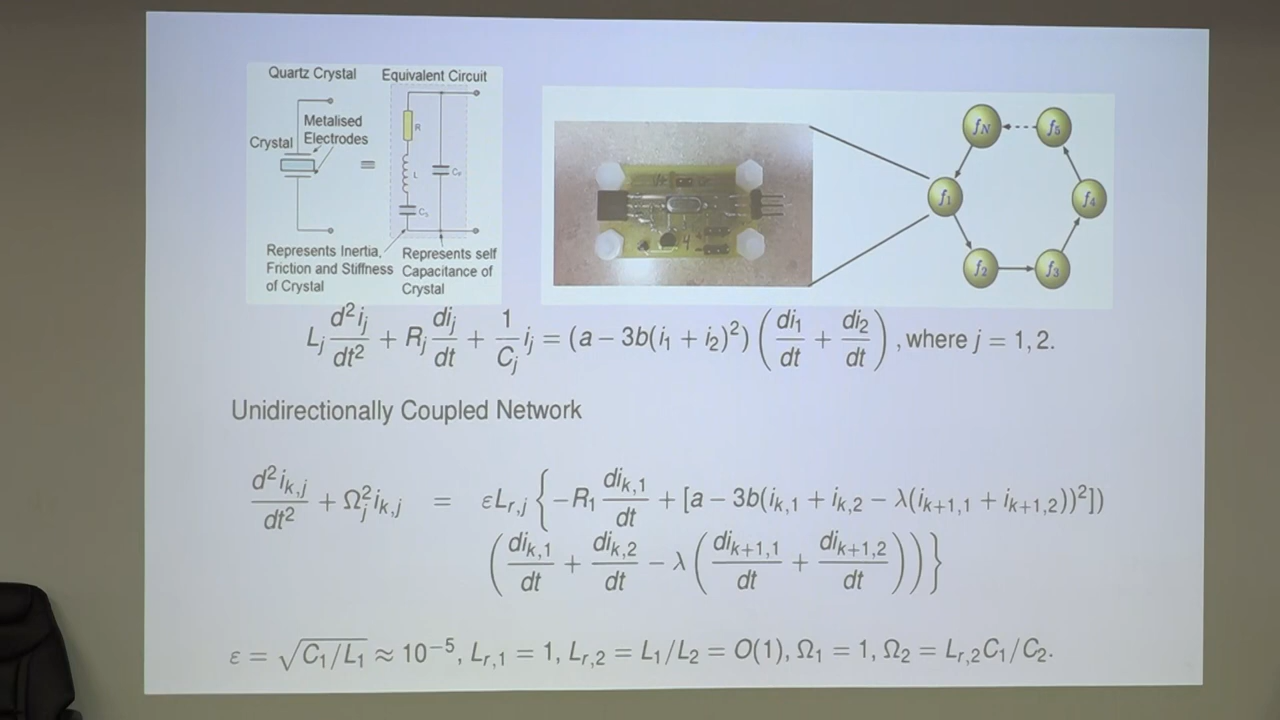 Quartz Crystal
Equivalent Circuit
Metalised
Electrodes
Crystal
=
R
L
Cs
Represents Inertia,
Friction and Stiffness
of Crystal
Represents self
Capacitance of
Crystal
f_N
f_5
f_1
f_4
f_2
f_3
L_j d²i_j/dt² + R_j di_j/dt + 1/C_j i_j = (a − 3b(i_1 + i_2)²) (di_1/dt + di_2/dt), where j = 1, 2.
Unidirectionally Coupled Network
d²i_{k,j}/dt² + Ω_j² i_{k,j} = εL_{r,j} { −R_1 di_{k,1}/dt + [a − 3b(i_{k,1} + i_{k,2} − λ(i_{k+1,1} + i_{k+1,2}))²])
(di_{k,1}/dt + di_{k,2}/dt − λ (di_{k+1,1}/dt + di_{k+1,2}/dt))}
ε = √(C_1/L_1) ≈ 10^{−5}, L_{r,1} = 1, L_{r,2} = L_1/L_2 = O(1), Ω_1 = 1, Ω_2 = L_{r,2}C_1/C_2.